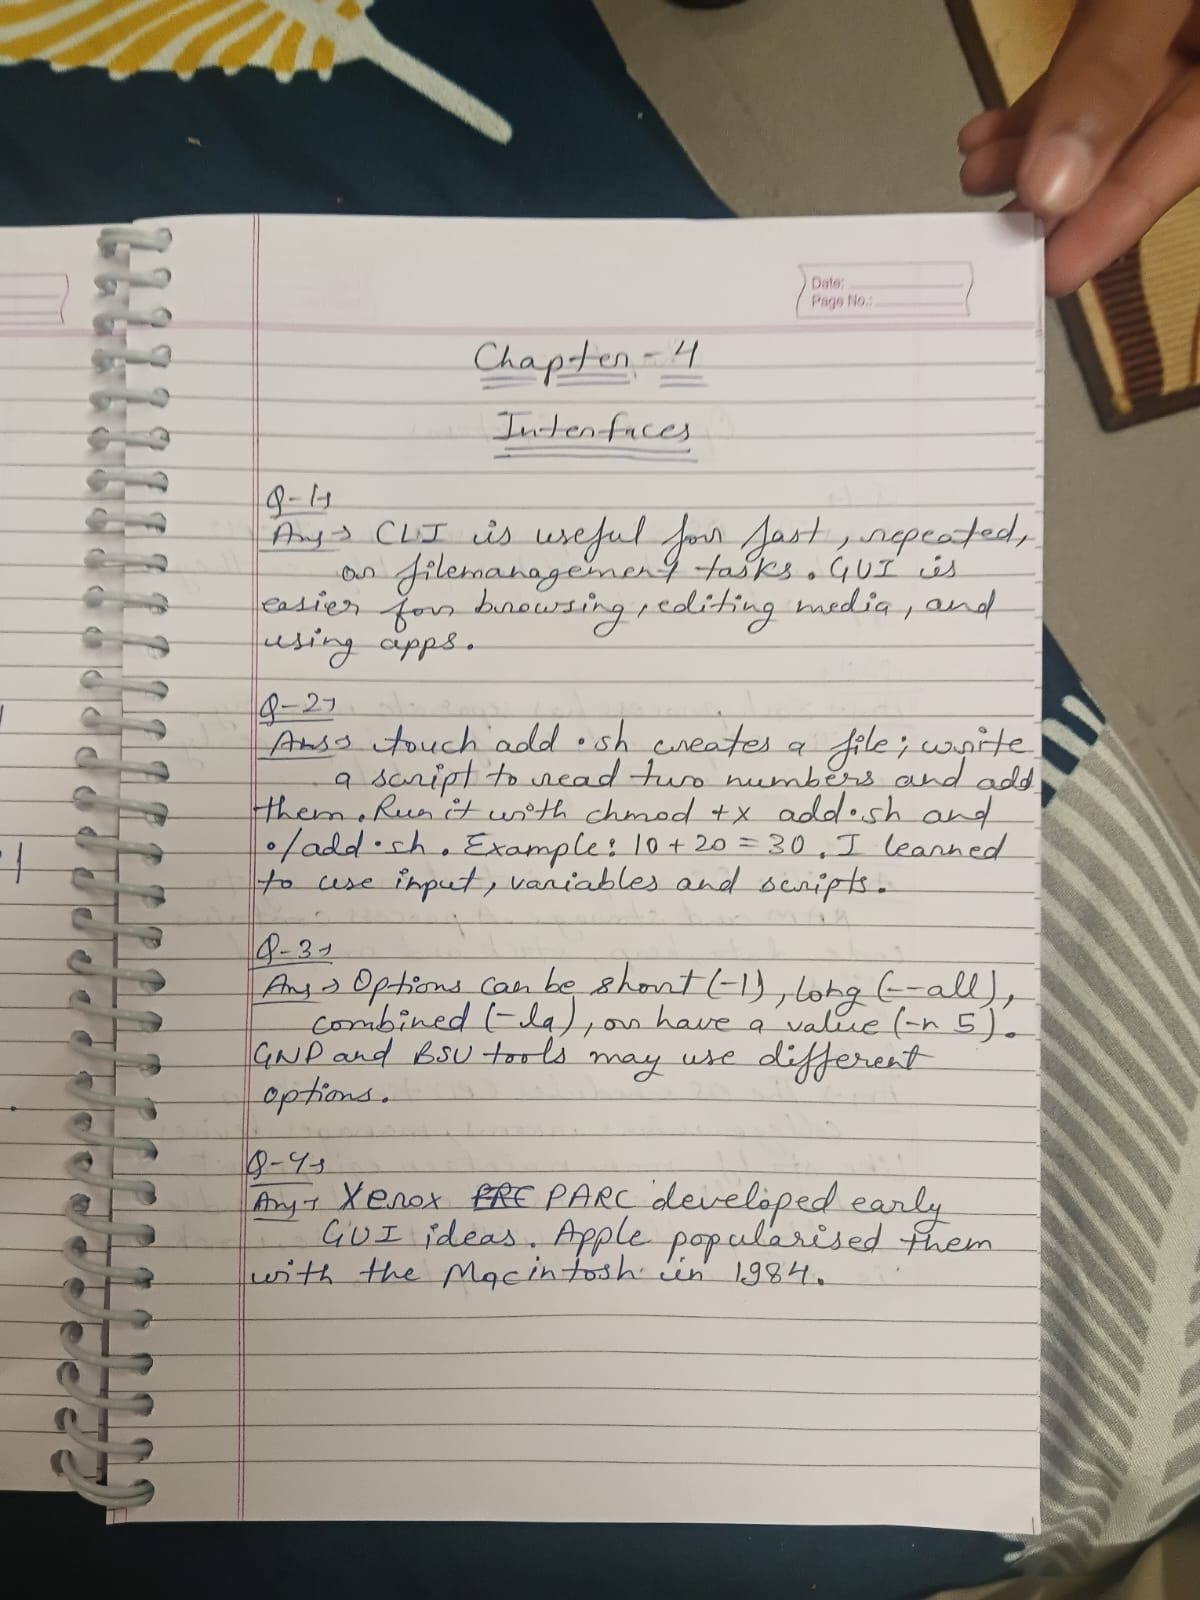 Date:
Page No.:
Chapter - 4
Interfaces
Q-1→
Ans → CLI is useful for fast, repeated,
or filemanagement tasks. GUI is
easier for browsing, editing media, and
using apps.
Q-2→
Ans → touch add.sh creates a file; write
a script to read two numbers and add
them. Run it with chmod +x add.sh and
./add.sh. Example: 10 + 20 = 30. I learned
to use input, variables and scripts.
Q-3→
Ans → Options can be short (-l), long (--all),
combined (-la), or have a value (-n 5).
GNP and BSU tools may use different
options.
Q-4→
Ans → Xerox PARC developed early
GUI ideas. Apple popularised them
with the Macintosh in 1984.